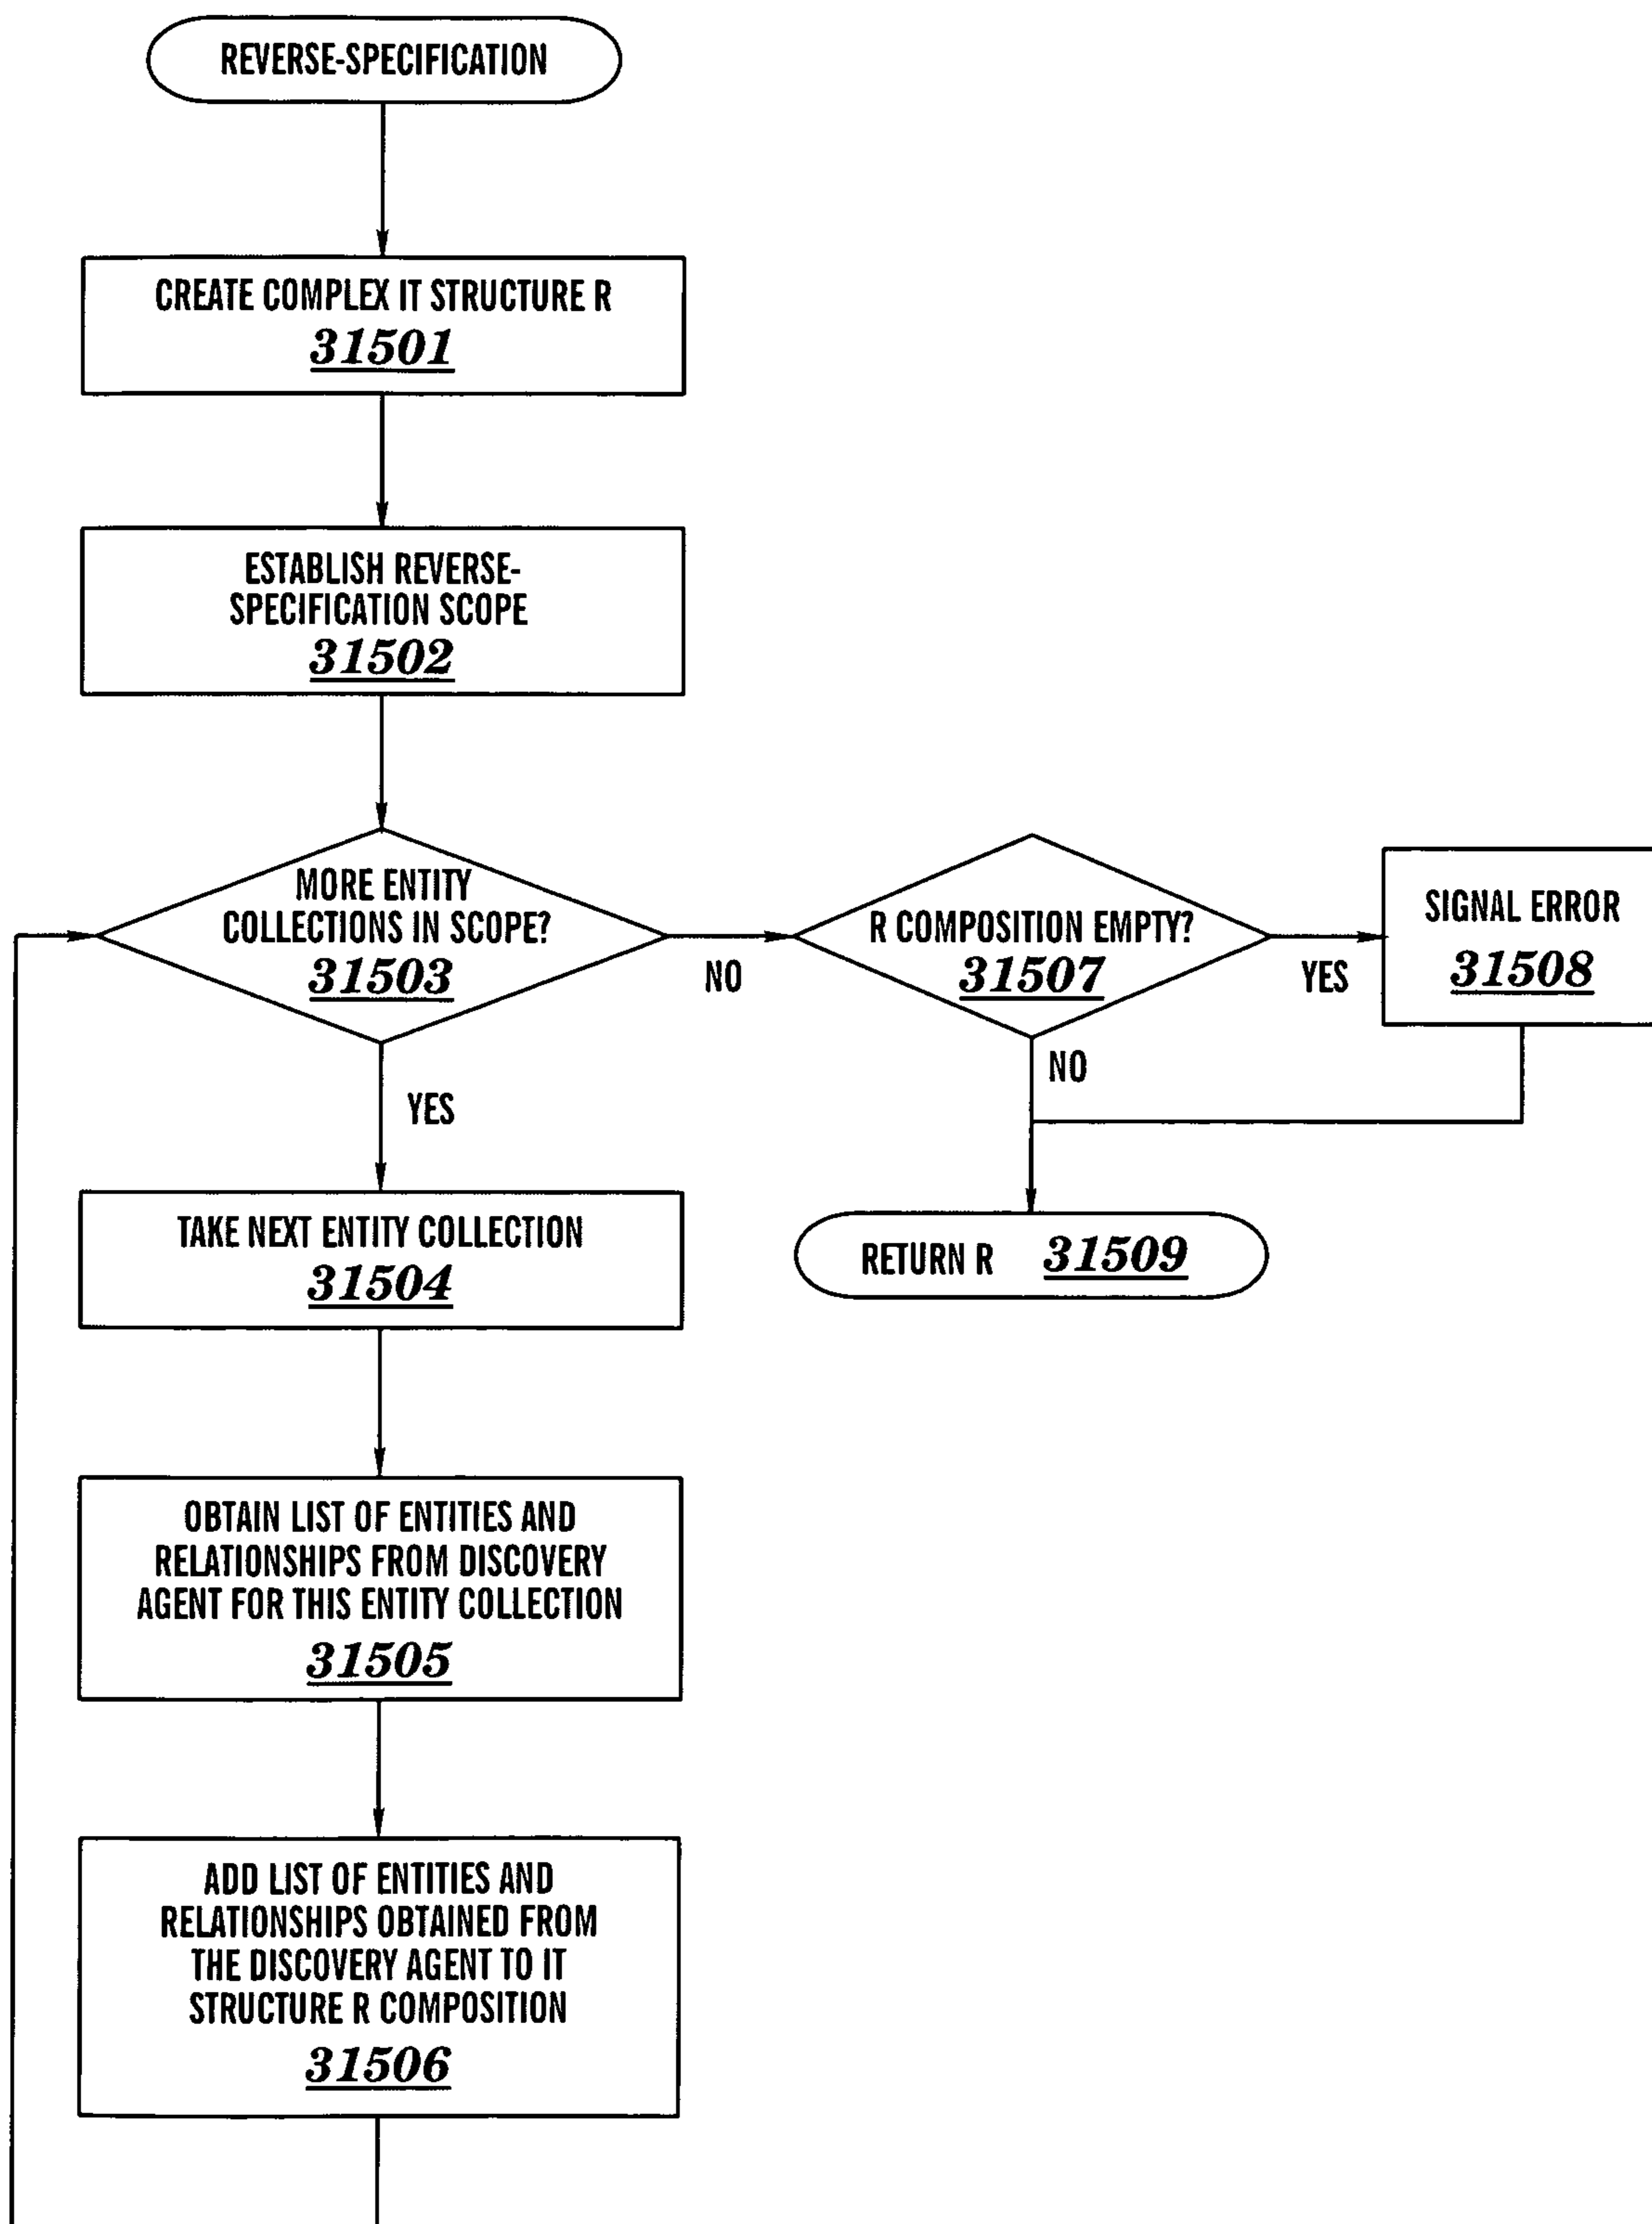 REVERSE-SPECIFICATION
CREATE COMPLEX IT STRUCTURE R
31501
ESTABLISH REVERSE-
SPECIFICATION SCOPE
31502
MORE ENTITY
COLLECTIONS IN SCOPE?
31503
NO
R COMPOSITION EMPTY?
31507
YES
SIGNAL ERROR
31508
NO
YES
TAKE NEXT ENTITY COLLECTION
31504
RETURN R 31509
OBTAIN LIST OF ENTITIES AND
RELATIONSHIPS FROM DISCOVERY
AGENT FOR THIS ENTITY COLLECTION
31505
ADD LIST OF ENTITIES AND
RELATIONSHIPS OBTAINED FROM
THE DISCOVERY AGENT TO IT
STRUCTURE R COMPOSITION
31506